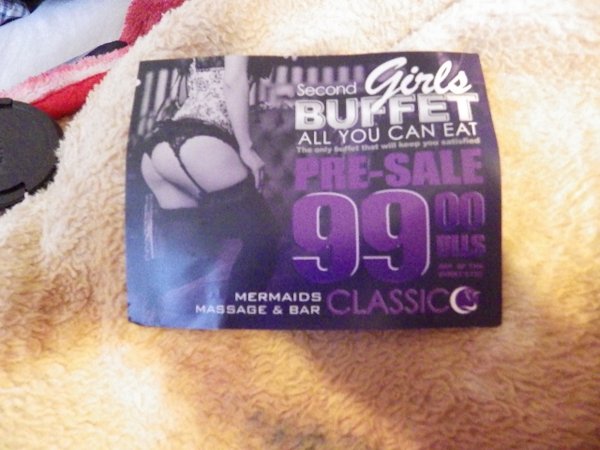 Second Girls
BUFFET
ALL YOU CAN EAT
The only buffet that will keep you satisfied
PRE-SALE
99 00
MERMAIDS
MASSAGE & BAR
CLASSICO